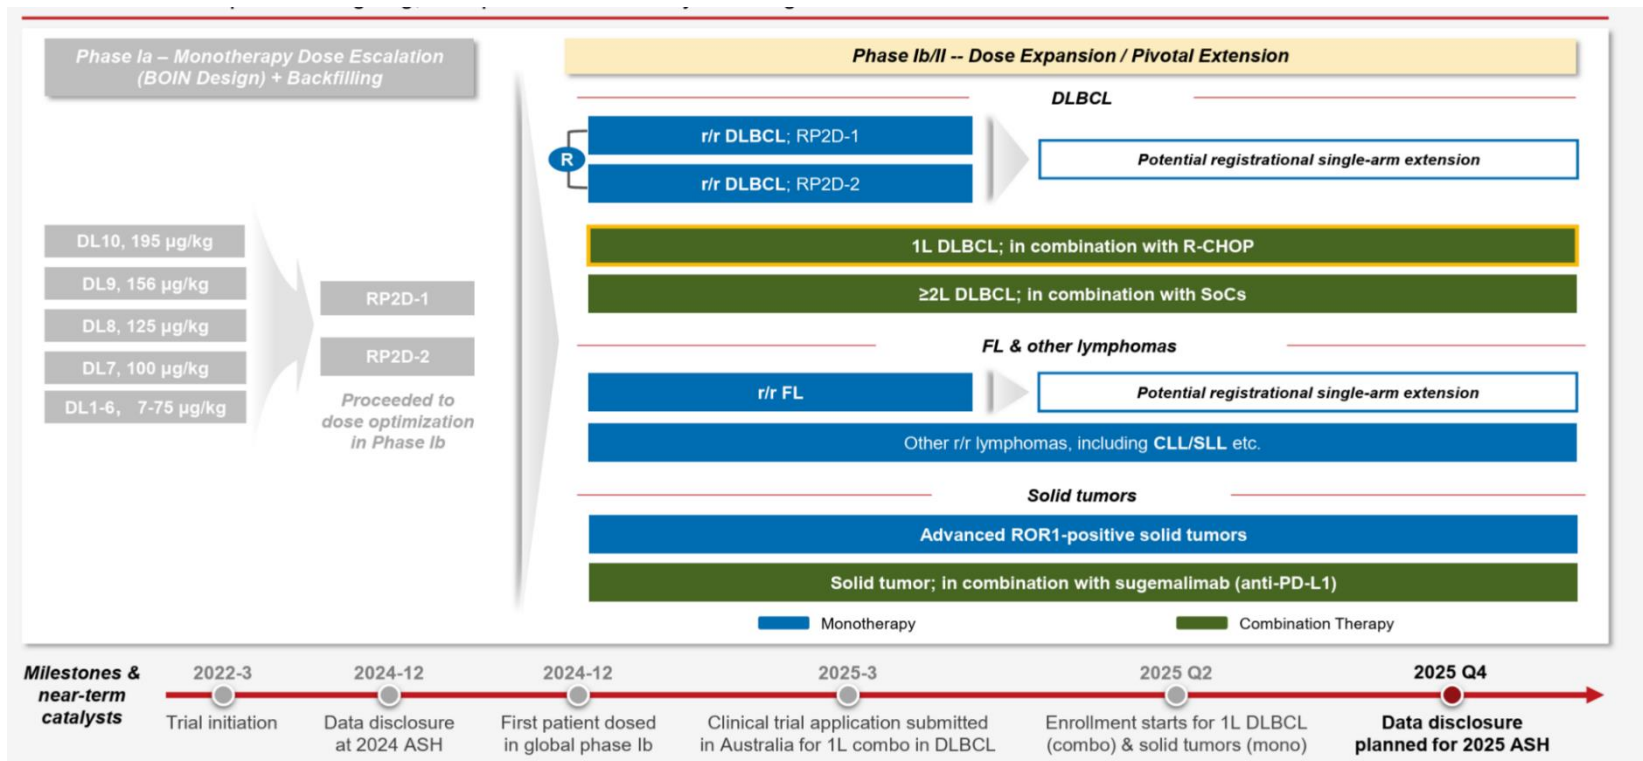 Phase Ia – Monotherapy Dose Escalation
(BOIN Design) + Backfilling
DL10, 195 µg/kg
DL9, 156 µg/kg
DL8, 125 µg/kg
DL7, 100 µg/kg
DL1-6, 7-75 µg/kg
RP2D-1
RP2D-2
Proceeded to
dose optimization
in Phase Ib
Phase Ib/II -- Dose Expansion / Pivotal Extension
DLBCL
R
r/r DLBCL; RP2D-1
r/r DLBCL; RP2D-2
Potential registrational single-arm extension
1L DLBCL; in combination with R-CHOP
≥2L DLBCL; in combination with SoCs
FL & other lymphomas
r/r FL
Potential registrational single-arm extension
Other r/r lymphomas, including CLL/SLL etc.
Solid tumors
Advanced ROR1-positive solid tumors
Solid tumor; in combination with sugemalimab (anti-PD-L1)
Monotherapy
Combination Therapy
Milestones &
near-term
catalysts
2022-3
Trial initiation
2024-12
Data disclosure
at 2024 ASH
2024-12
First patient dosed
in global phase Ib
2025-3
Clinical trial application submitted
in Australia for 1L combo in DLBCL
2025 Q2
Enrollment starts for 1L DLBCL
(combo) & solid tumors (mono)
2025 Q4
Data disclosure
planned for 2025 ASH